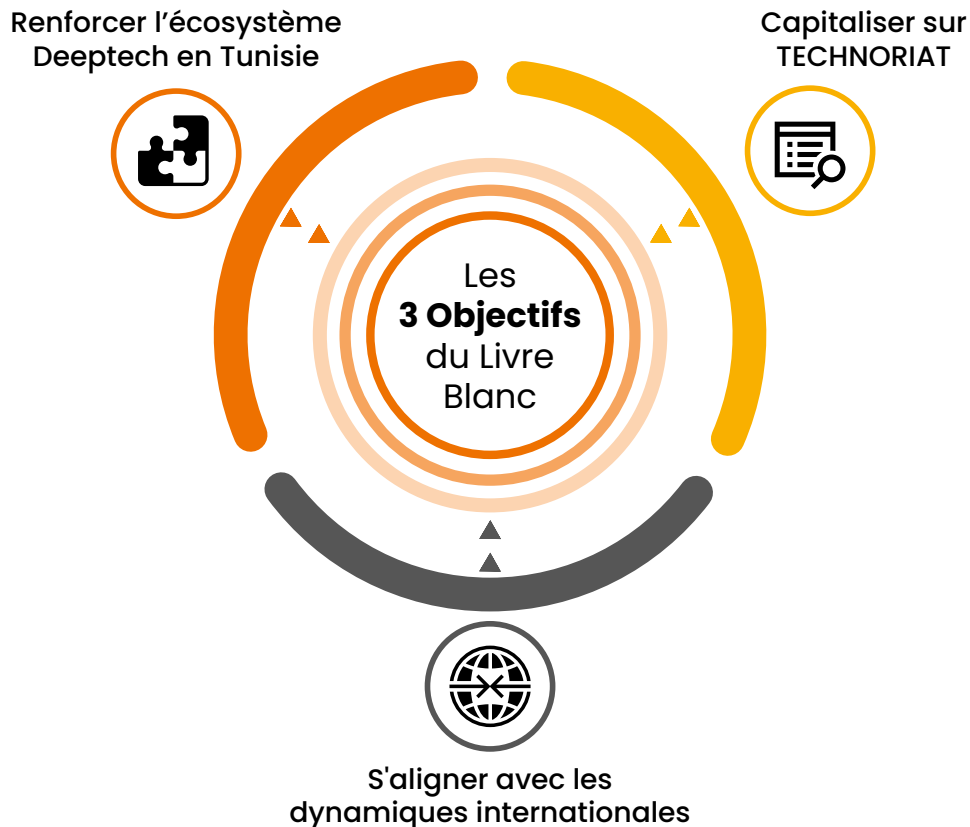 Renforcer l’écosystème
Deeptech en Tunisie
Capitaliser sur
TECHNORIAT
Les
3 Objectifs
du Livre
Blanc
S'aligner avec les
dynamiques internationales